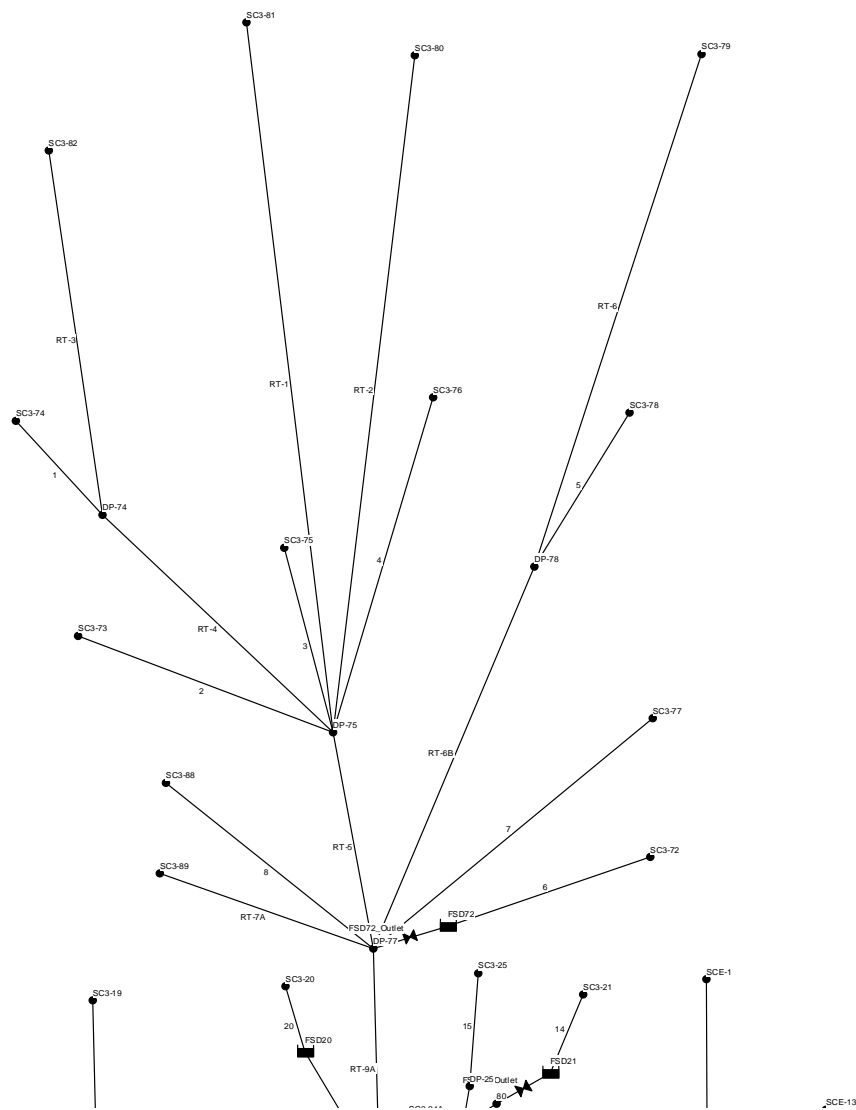 SC3-81
SC3-80
SC3-79
SC3-82
RT-6
RT-3
RT-1
RT-2
SC3-76
SC3-74
SC3-78
1
5
DP-74
SC3-75
DP-78
4
RT-4
SC3-73
3
2
SC3-77
DP-75
RT-6B
SC3-88
7
RT-5
SC3-72
SC3-89
8
6
RT-7A
FSD72
FSD72_Outlet
DP-77
SC3-25
SCE-1
SC3-20
SC3-21
SC3-19
20
15
14
FSD20
FSD21
RT-9A
DP-25
Outlet
80
SCE-13